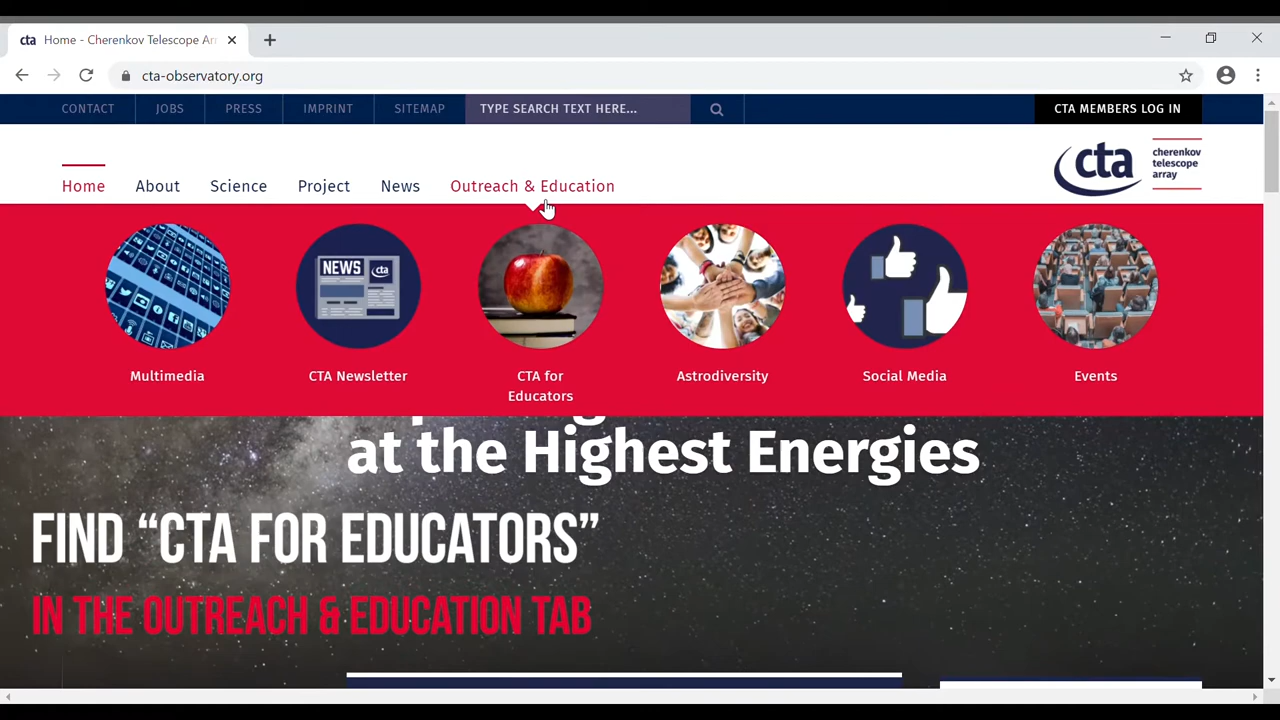 cta Home - Cherenkov Telescope Arr
cta-observatory.org
CONTACT JOBS PRESS IMPRINT SITEMAP TYPE SEARCH TEXT HERE... CTA MEMBERS LOG IN
cta cherenkov
telescope
array
Home About Science Project News Outreach & Education
NEWS cta
Multimedia CTA Newsletter CTA for Astrodiversity Social Media Events
Educators
at the Highest Energies
FIND “CTA FOR EDUCATORS”
IN THE OUTREACH & EDUCATION TAB